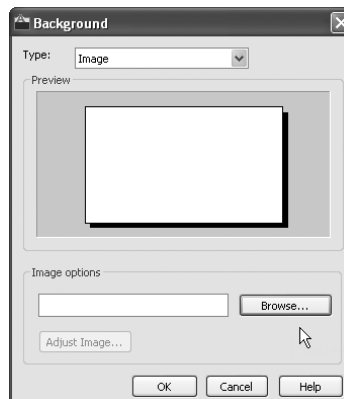 Background
Type: Image
Preview
Image options
Browse...
Adjust Image...
OK Cancel Help